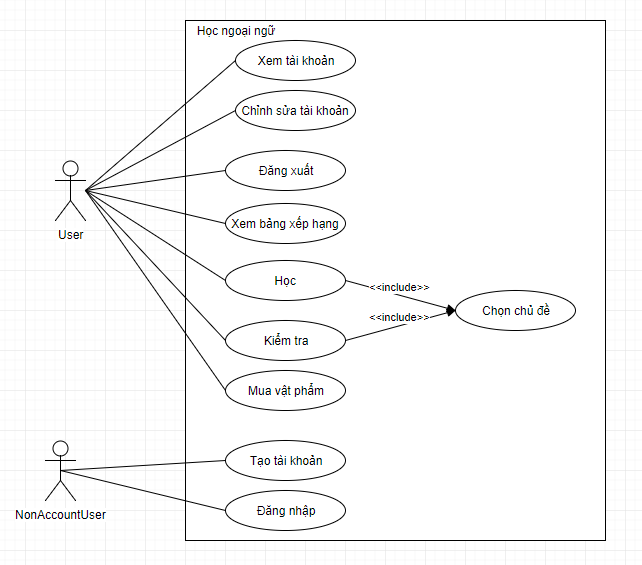 Học ngoại ngữ
Xem tài khoản
Chỉnh sửa tài khoản
Đăng xuất
User
Xem bảng xếp hạng
Học
<<include>>
Chọn chủ đề
<<include>>
Kiểm tra
Mua vật phẩm
Tạo tài khoản
NonAccountUser
Đăng nhập